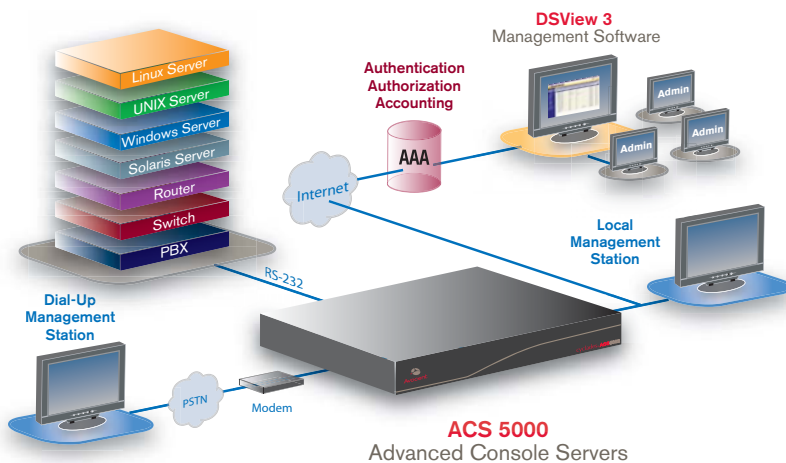 DSView 3
Management Software
Linux Server
UNIX Server
Windows Server
Solaris Server
Router
Switch
PBX
Authentication
Authorization
Accounting
AAA
Admin
Admin
Admin
Internet
Local
Management
Station
RS-232
Dial-Up
Management
Station
PSTN
Modem
ACS 5000
Advanced Console Servers